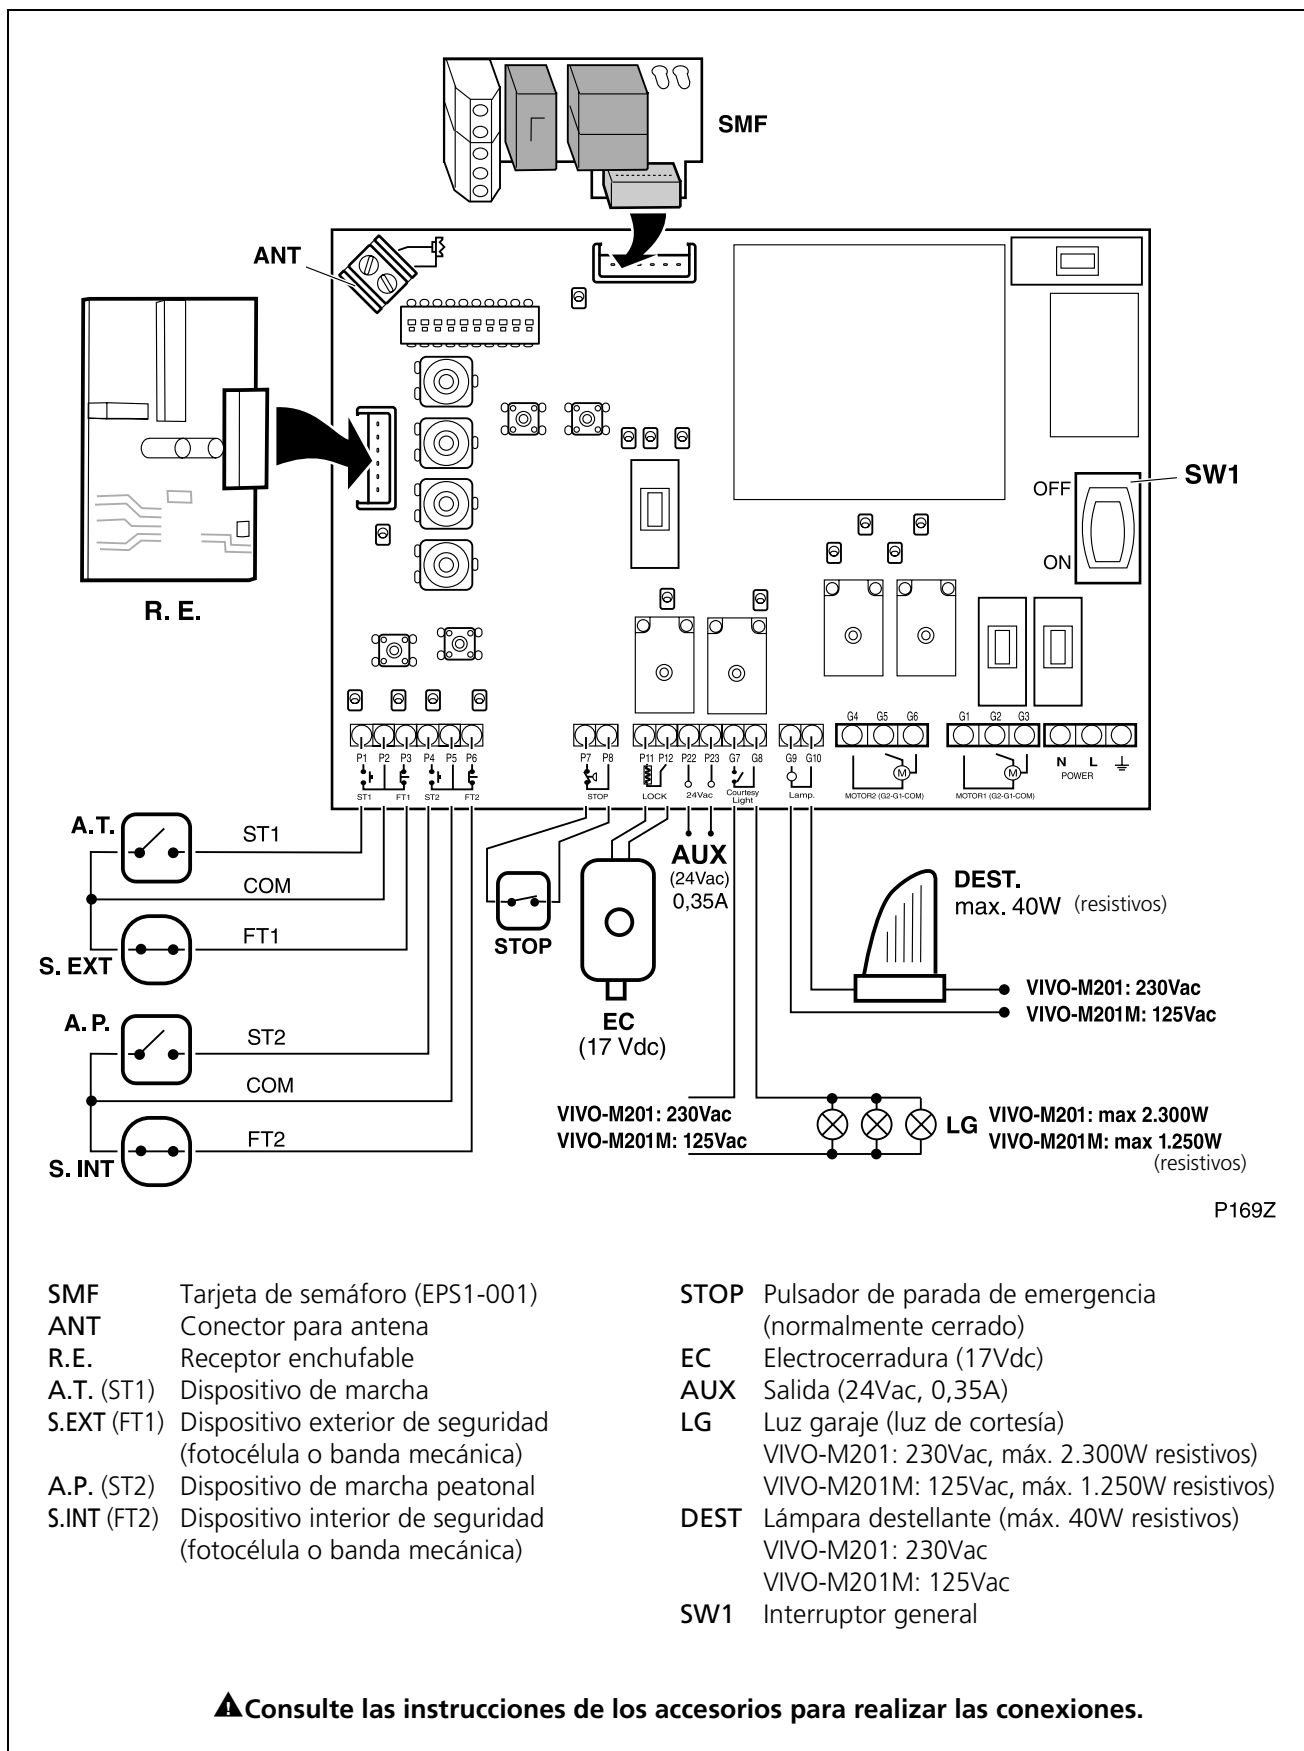 SMF
ANT
R. E.
OFF
SW1
ON
G4 G5 G6
G1 G2 G3
P1 P2 P3 P4 P5 P6
P7 P8
P11 P12 P22 P23 G7 G8
G9 G10
N L
POWER
ST1 FT1 ST2 FT2
STOP
LOCK
24Vac
Courtesy
Light
Lamp.
M
MOTOR2 (G2-G1-COM)
M
MOTOR1 (G2-G1-COM)
A.T.
ST1
COM
FT1
S. EXT
A. P.
ST2
COM
FT2
S. INT
STOP
EC
(17 Vdc)
AUX
(24Vac)
0,35A
DEST.
max. 40W (resistivos)
VIVO-M201: 230Vac
VIVO-M201M: 125Vac
VIVO-M201: 230Vac
VIVO-M201M: 125Vac
LG
VIVO-M201: max 2.300W
VIVO-M201M: max 1.250W
(resistivos)
P169Z
SMF Tarjeta de semáforo (EPS1-001)
ANT Conector para antena
R.E. Receptor enchufable
A.T. (ST1) Dispositivo de marcha
S.EXT (FT1) Dispositivo exterior de seguridad
(fotocélula o banda mecánica)
A.P. (ST2) Dispositivo de marcha peatonal
S.INT (FT2) Dispositivo interior de seguridad
(fotocélula o banda mecánica)
STOP Pulsador de parada de emergencia
(normalmente cerrado)
EC Electrocerradura (17Vdc)
AUX Salida (24Vac, 0,35A)
LG Luz garaje (luz de cortesía)
VIVO-M201: 230Vac, máx. 2.300W resistivos)
VIVO-M201M: 125Vac, máx. 1.250W resistivos)
DEST Lámpara destellante (máx. 40W resistivos)
VIVO-M201: 230Vac
VIVO-M201M: 125Vac
SW1 Interruptor general
Consulte las instrucciones de los accesorios para realizar las conexiones.